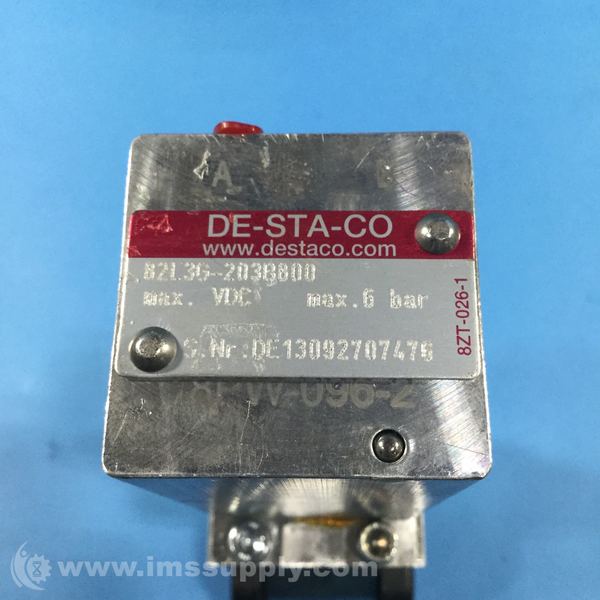 A
DE-STA-CO
www.destaco.com
82L3G-203B800
max. VDC max.6 bar
S.Nr:DE13092707476
8ZT-026-1
www.imssupply.com